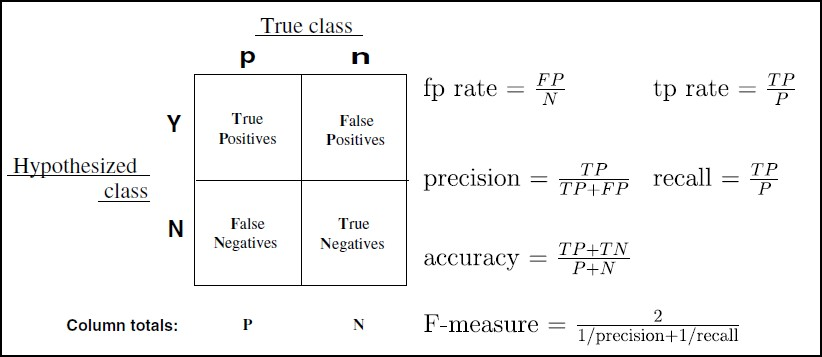 True class
p n
Y
True Positives
False Positives
Hypothesized class
N
False Negatives
True Negatives
Column totals: P N
fp rate = FP/N
tp rate = TP/P
precision = TP/TP+FP
recall = TP/P
accuracy = TP+TN/P+N
F-measure = 2/1/precision+1/recall